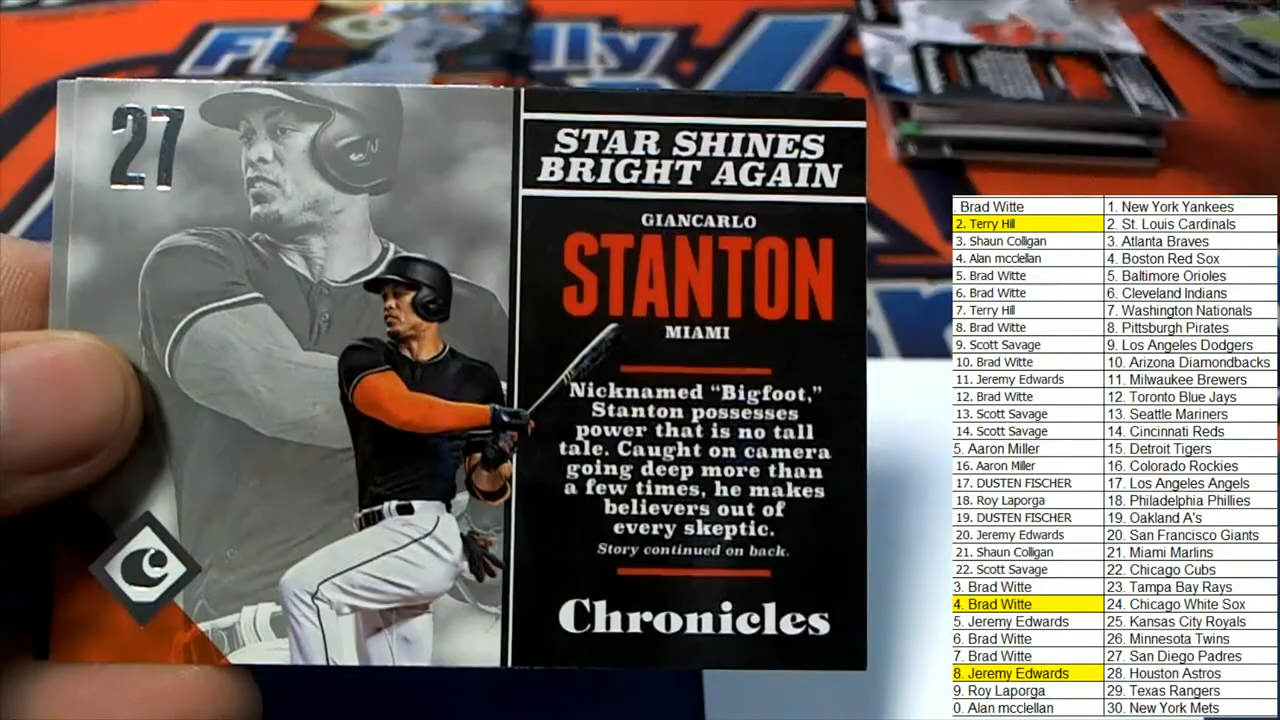 27
STAR SHINES
BRIGHT AGAIN
GIANCARLO
STANTON
MIAMI
Nicknamed "Bigfoot,"
Stanton possesses
power that is no tall
tale. Caught on camera
going deep more than
a few times, he makes
believers out of
every skeptic.
Story continued on back.
Chronicles
C
Brad Witte 1. New York Yankees
2. Terry Hill 2. St. Louis Cardinals
3. Shaun Colligan 3. Atlanta Braves
4. Alan mcclellan 4. Boston Red Sox
5. Brad Witte 5. Baltimore Orioles
6. Brad Witte 6. Cleveland Indians
7. Terry Hill 7. Washington Nationals
8. Brad Witte 8. Pittsburgh Pirates
9. Scott Savage 9. Los Angeles Dodgers
10. Brad Witte 10. Arizona Diamondbacks
11. Jeremy Edwards 11. Milwaukee Brewers
12. Brad Witte 12. Toronto Blue Jays
13. Scott Savage 13. Seattle Mariners
14. Scott Savage 14. Cincinnati Reds
5. Aaron Miller 15. Detroit Tigers
16. Aaron Miller 16. Colorado Rockies
17. DUSTEN FISCHER 17. Los Angeles Angels
18. Roy Laporga 18. Philadelphia Phillies
19. DUSTEN FISCHER 19. Oakland A's
20. Jeremy Edwards 20. San Francisco Giants
21. Shaun Colligan 21. Miami Marlins
22. Scott Savage 22. Chicago Cubs
3. Brad Witte 23. Tampa Bay Rays
4. Brad Witte 24. Chicago White Sox
5. Jeremy Edwards 25. Kansas City Royals
6. Brad Witte 26. Minnesota Twins
7. Brad Witte 27. San Diego Padres
8. Jeremy Edwards 28. Houston Astros
9. Roy Laporga 29. Texas Rangers
0. Alan mcclellan 30. New York Mets